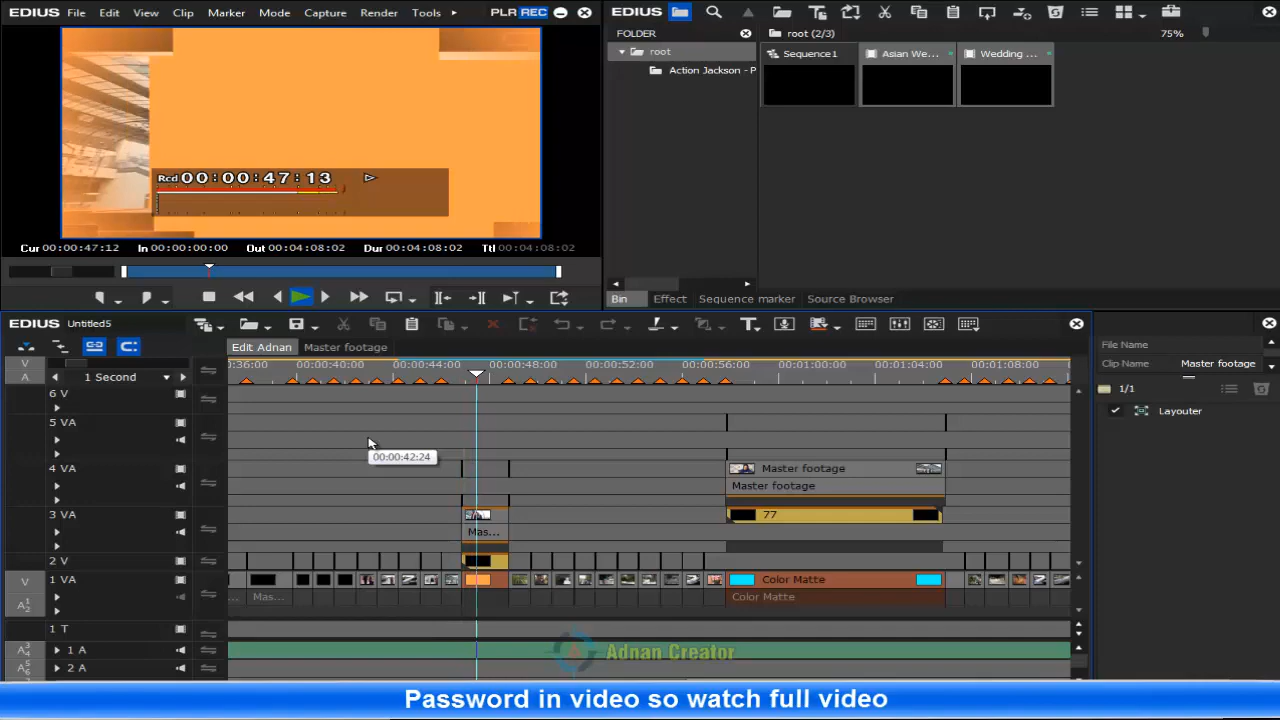 EDIUS File Edit View Clip Marker Mode Capture Render Tools PLR REC
Rcd 00:00:47:13
Cur 00:00:47:12 In 00:00:00:00 Out 00:04:08:02 Dur 00:04:08:02 Ttl 00:04:08:02
EDIUS
FOLDER
root
Action Jackson - P
root (2/3)
75%
Sequence1
Asian We...
Wedding ...
Bin Effect Sequence marker Source Browser
EDIUS Untitled5
Edit Adnan Master footage
V
A
1 Second
0:36:00 00:00:40:00 00:00:44:00 00:00:48:00 00:00:52:00 00:00:56:00 00:01:00:00 00:01:04:00 00:01:08:00
6 V
5 VA
00:00:42:24
4 VA
Master footage
Master footage
3 VA
77
Mas...
2 V
V 1 VA
Color Matte
A12
Mas...
Color Matte
1 T
A3 4 1 A
A5 2 A
Adnan Creator
File Name
Clip Name Master footage
1/1
Layouter
Password in video so watch full video